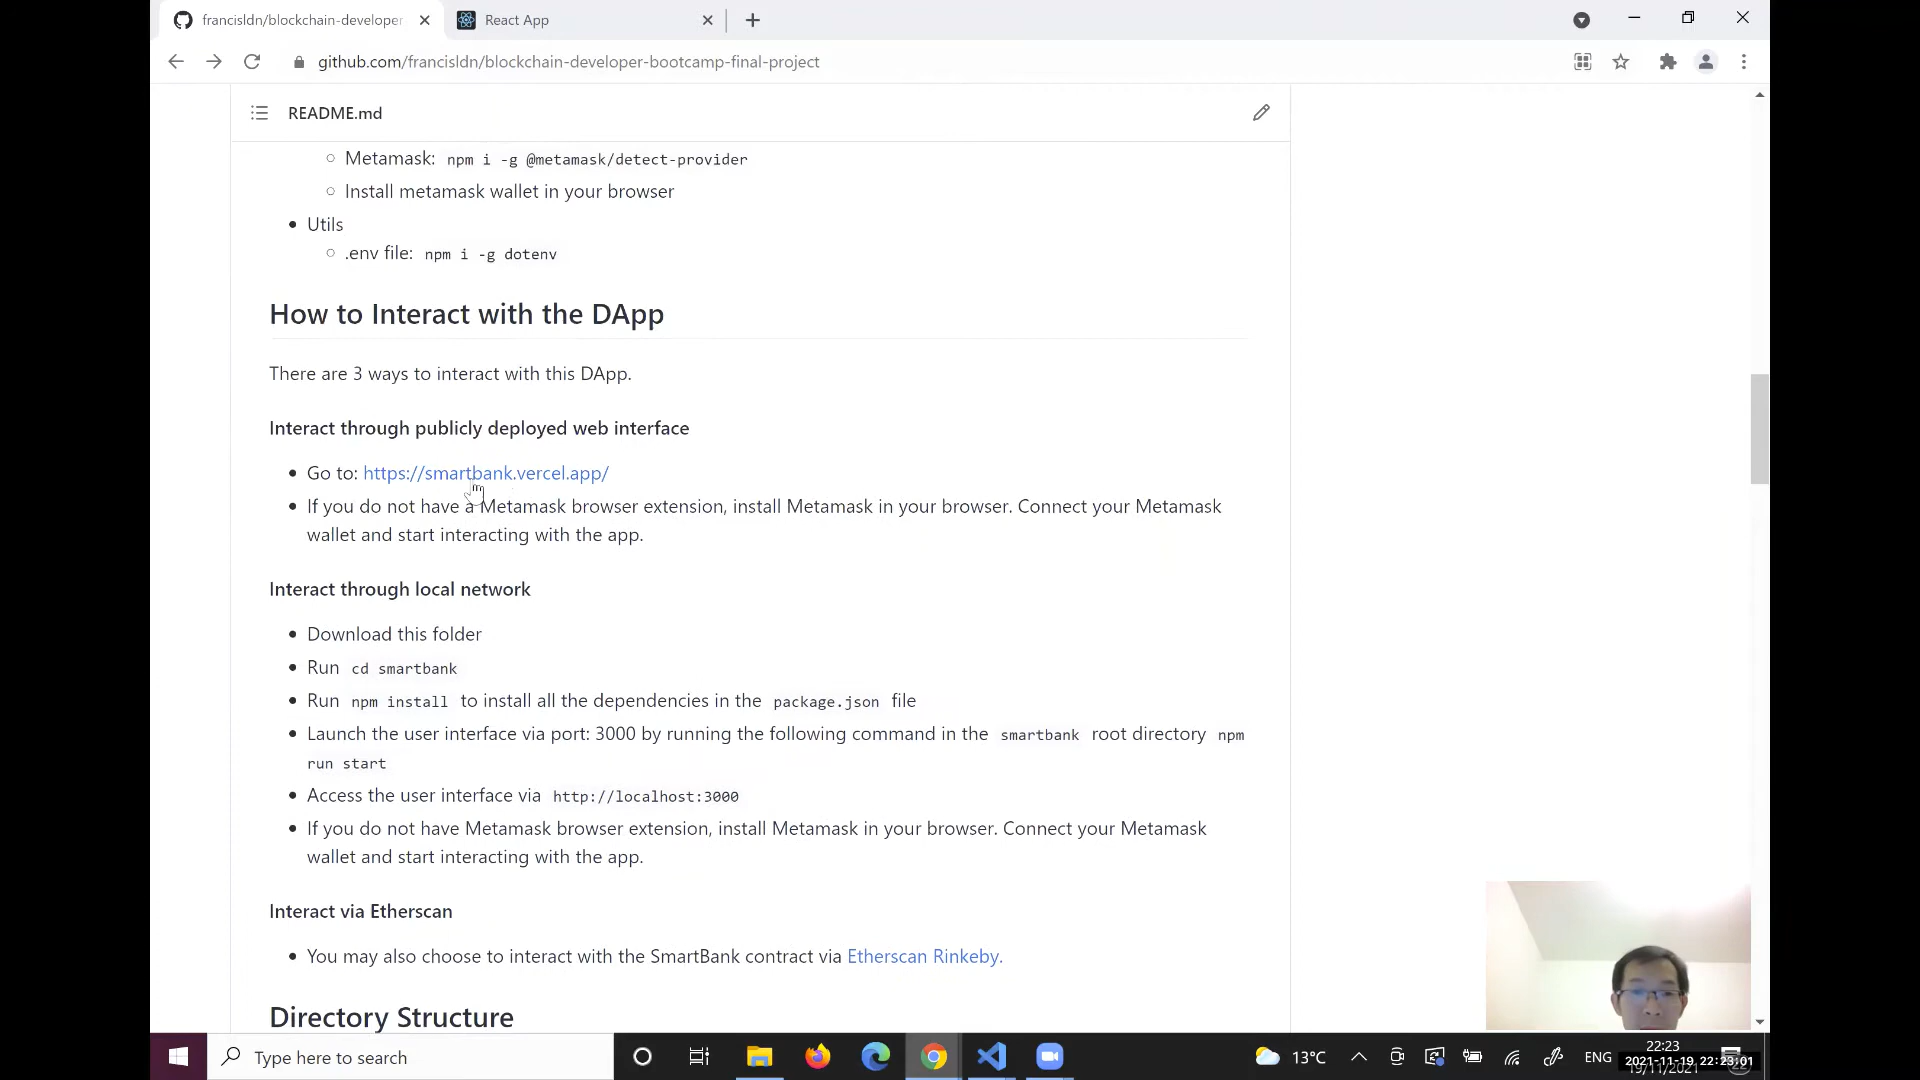 francisldn/blockchain-developer
React App
github.com/francisldn/blockchain-developer-bootcamp-final-project
README.md
Metamask: npm i -g @metamask/detect-provider
Install metamask wallet in your browser
Utils
.env file: npm i -g dotenv
How to Interact with the DApp
There are 3 ways to interact with this DApp.
Interact through publicly deployed web interface
Go to: https://smartbank.vercel.app/
If you do not have a Metamask browser extension, install Metamask in your browser. Connect your Metamask
wallet and start interacting with the app.
Interact through local network
Download this folder
Run cd smartbank
Run npm install to install all the dependencies in the package.json file
Launch the user interface via port: 3000 by running the following command in the smartbank root directory npm
run start
Access the user interface via http://localhost:3000
If you do not have Metamask browser extension, install Metamask in your browser. Connect your Metamask
wallet and start interacting with the app.
Interact via Etherscan
You may also choose to interact with the SmartBank contract via Etherscan Rinkeby.
Directory Structure
Type here to search
13°C
ENG
22:23
2021-11-19, 22:23:01
19/11/2021
22